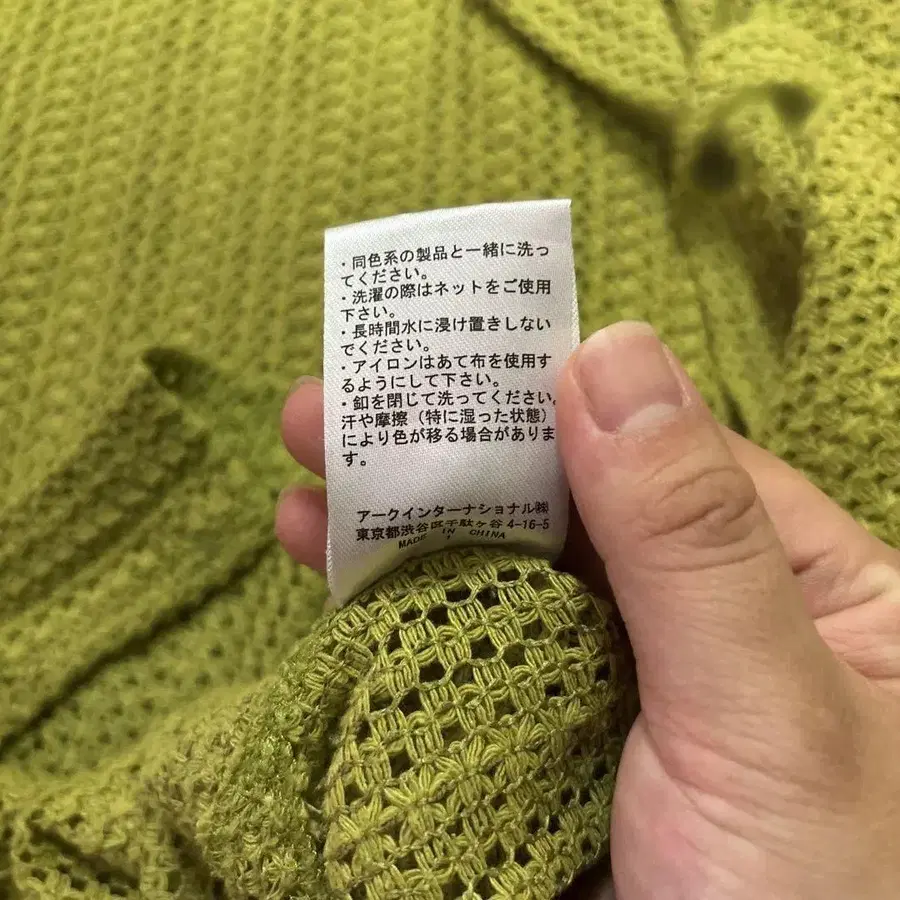 ・同色系の製品と一緒に洗っ
てください。
・洗濯の際はネットをご使用
下さい。
・長時間水に浸け置きしない
でください。
・アイロンはあて布を使用す
るようにして下さい。
・釦を閉じて洗ってください。
汗や摩擦（特に湿った状態）
により色が移る場合がありま
す。
アークインターナショナル㈱
東京都渋谷区千駄ヶ谷 4-16-5
MADE IN CHINA